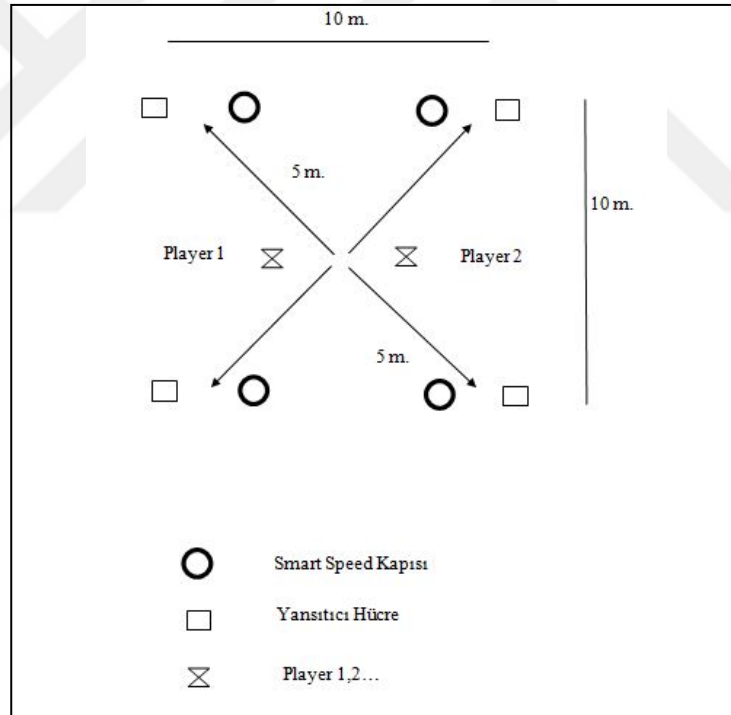 10 m.
5 m.
10 m.
Player 1
Player 2
5 m.
Smart Speed Kapısı
Yansıtıcı Hücre
Player 1,2…